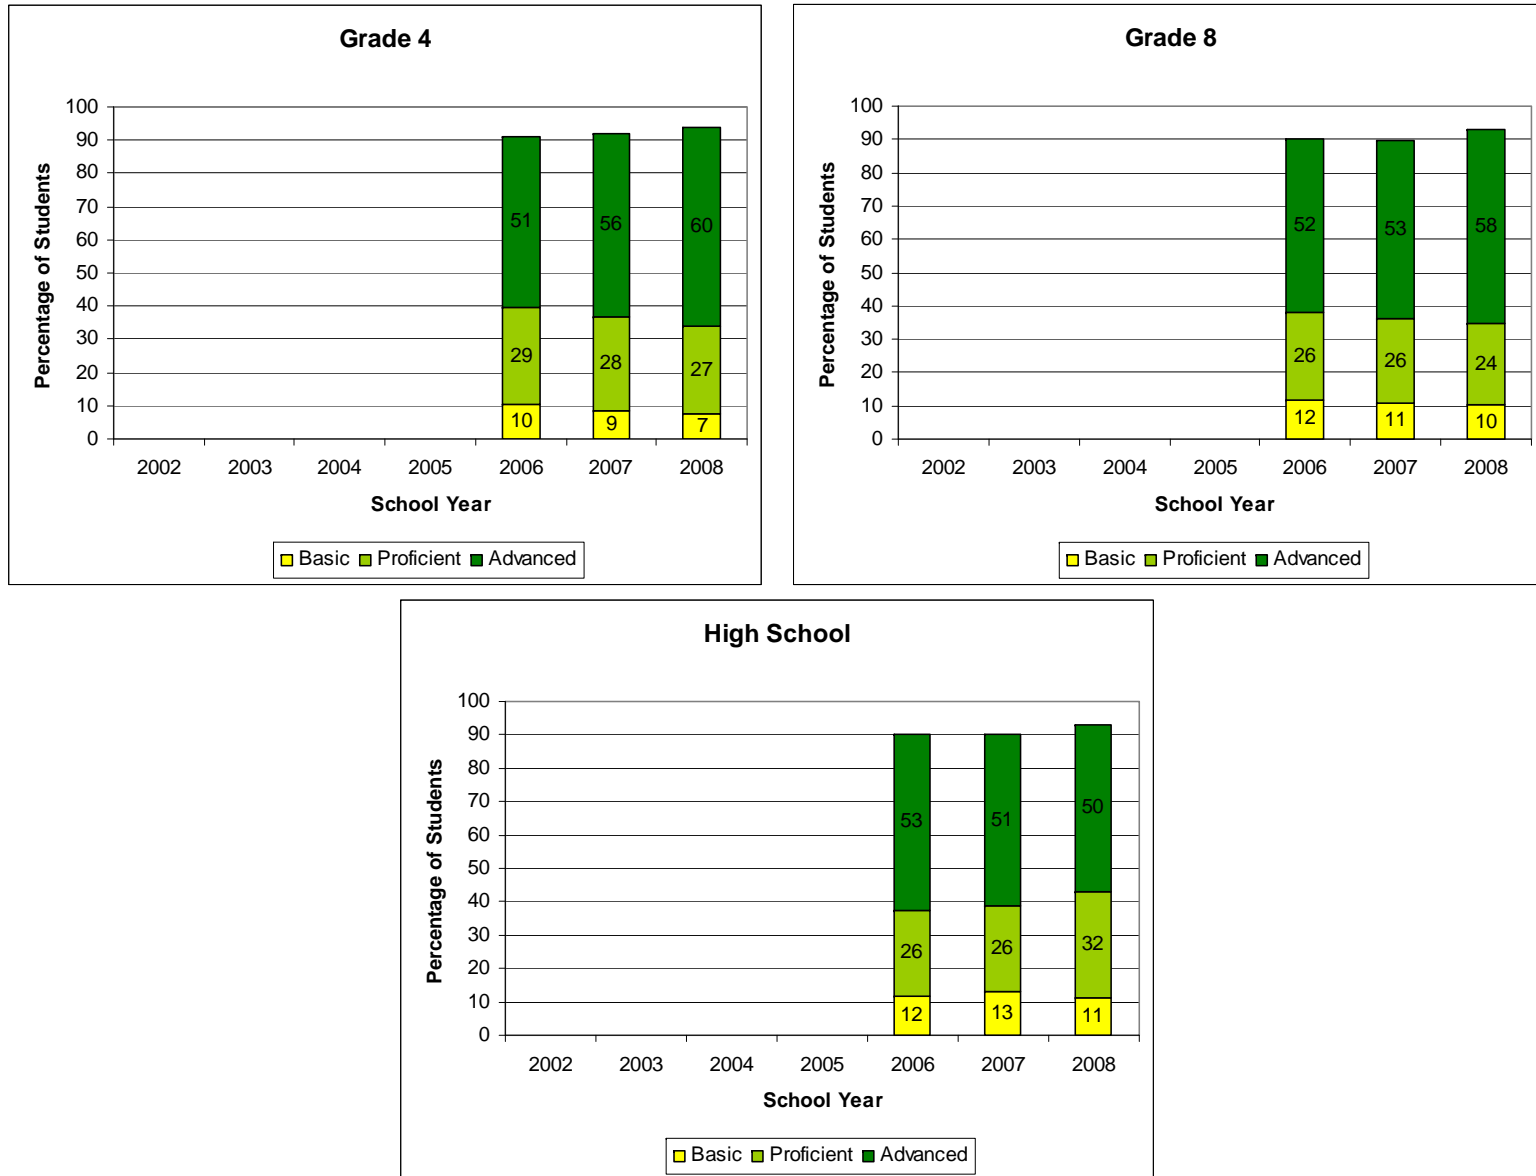 Grade 4
100
90
80
70
60
50
40
30
20
10
0
Percentage of Students
51 56 60
29 28 27
10 9 7
2002 2003 2004 2005 2006 2007 2008
School Year
Basic Proficient Advanced
Grade 8
100
90
80
70
60
50
40
30
20
10
0
Percentage of Students
52 53 58
26 26 24
12 11 10
2002 2003 2004 2005 2006 2007 2008
School Year
Basic Proficient Advanced
High School
100
90
80
70
60
50
40
30
20
10
0
Percentage of Students
53 51 50
26 26 32
12 13 11
2002 2003 2004 2005 2006 2007 2008
School Year
Basic Proficient Advanced